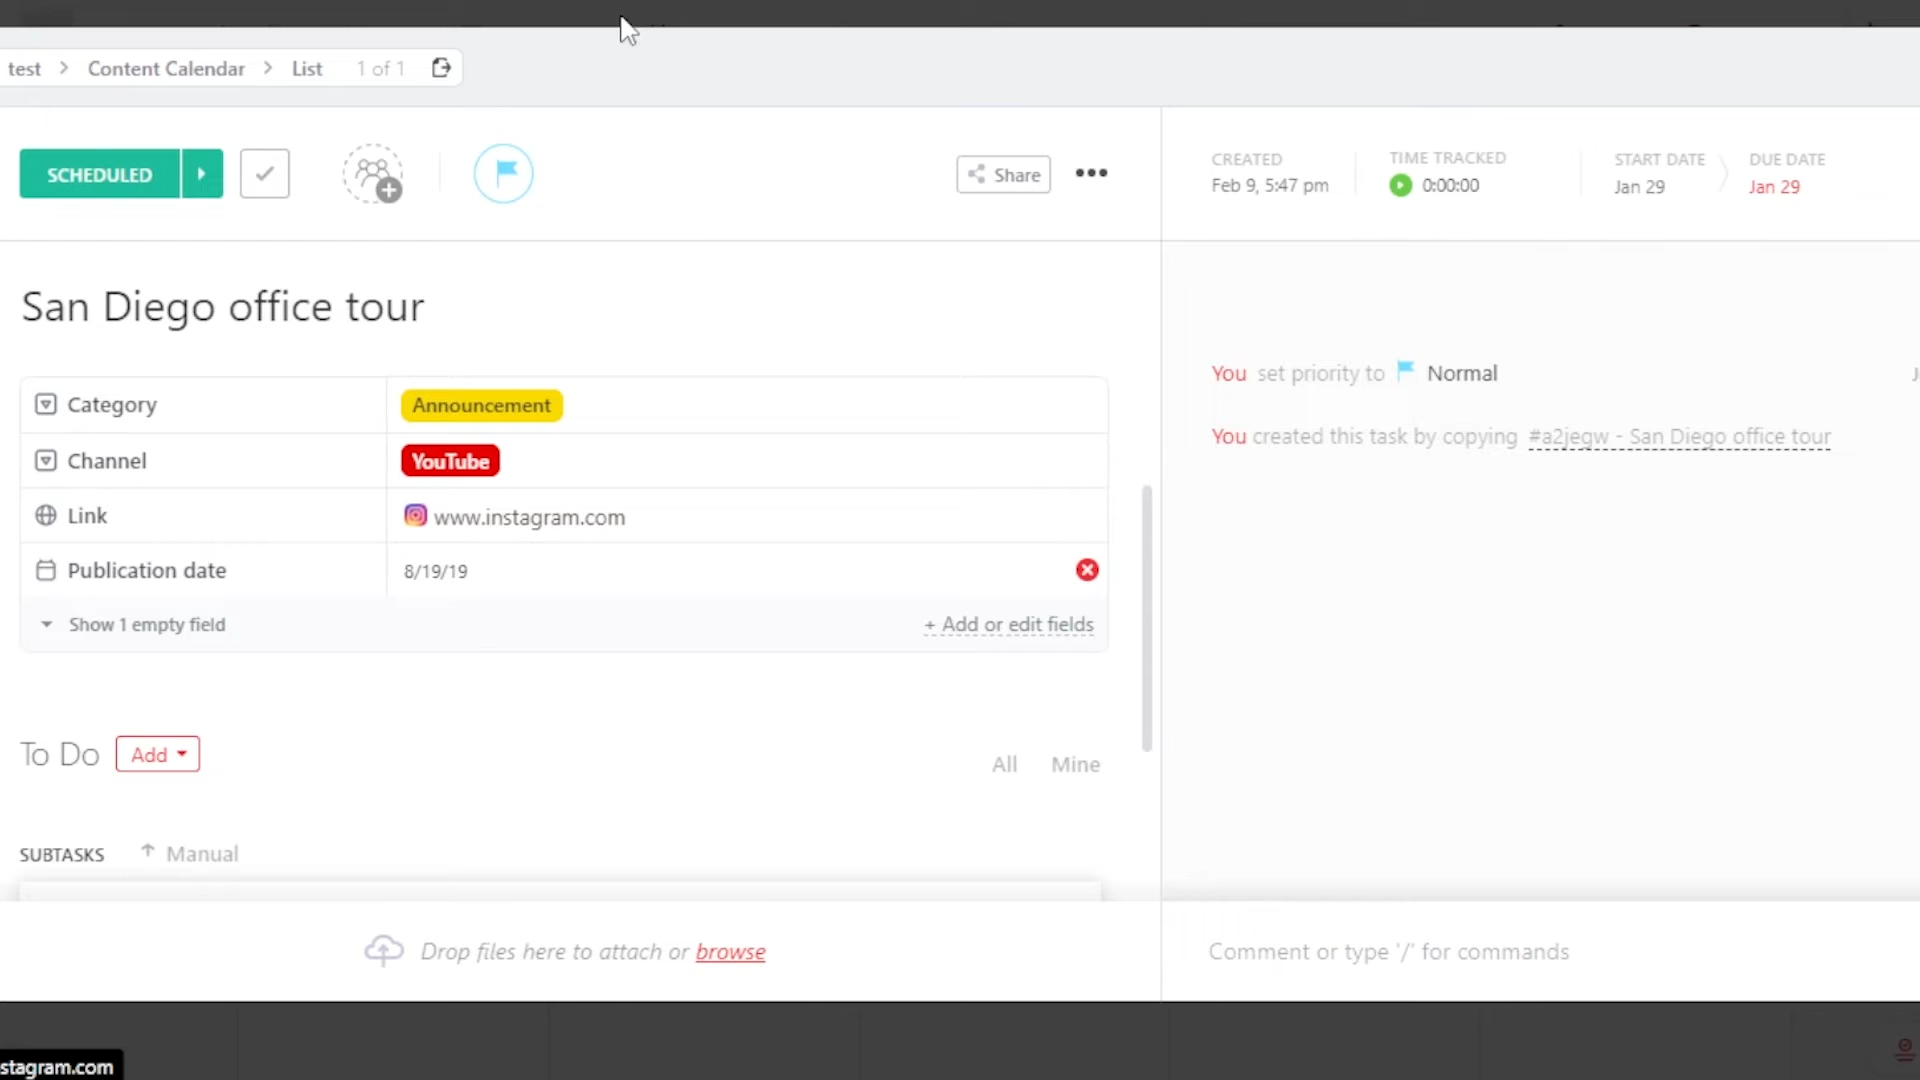 test > Content Calendar > List 1 of 1
SCHEDULED
Share
CREATED
Feb 9, 5:47 pm
TIME TRACKED
0:00:00
START DATE
Jan 29
DUE DATE
Jan 29
San Diego office tour
Category Announcement
Channel YouTube
Link www.instagram.com
Publication date 8/19/19
Show 1 empty field + Add or edit fields
You set priority to Normal
You created this task by copying #a2jegw - San Diego office tour
To Do Add All Mine
SUBTASKS Manual
Drop files here to attach or browse
Comment or type '/' for commands
stagram.com